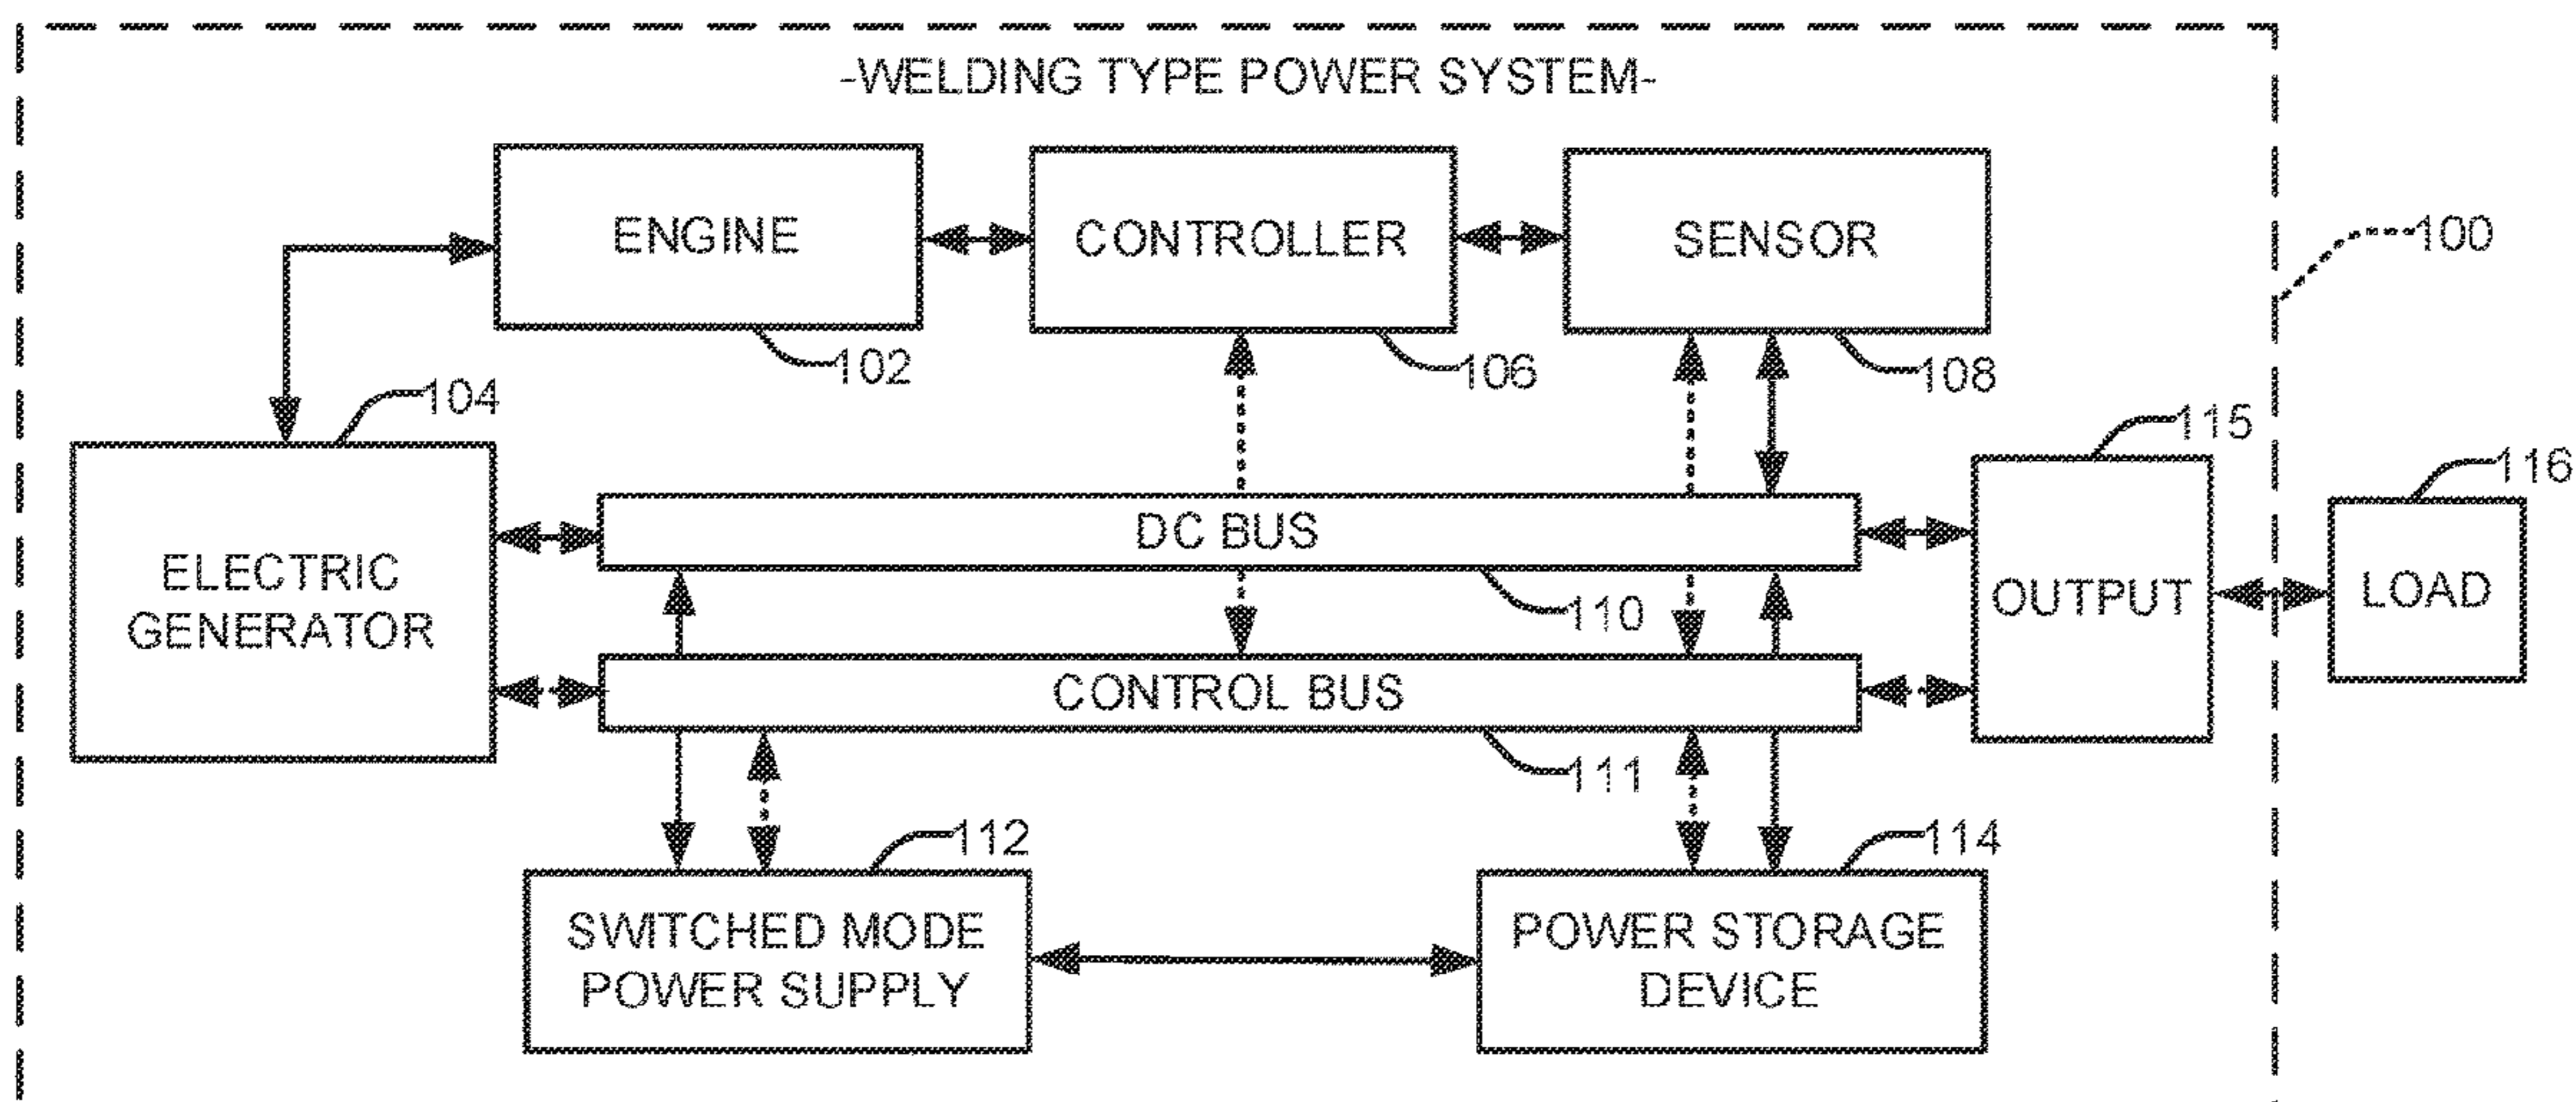 -WELDING TYPE POWER SYSTEM-
ENGINE
CONTROLLER
SENSOR
100
102
106
108
104
115
116
ELECTRIC
GENERATOR
DC BUS
110
OUTPUT
LOAD
CONTROL BUS
111
112
114
SWITCHED MODE
POWER SUPPLY
POWER STORAGE
DEVICE